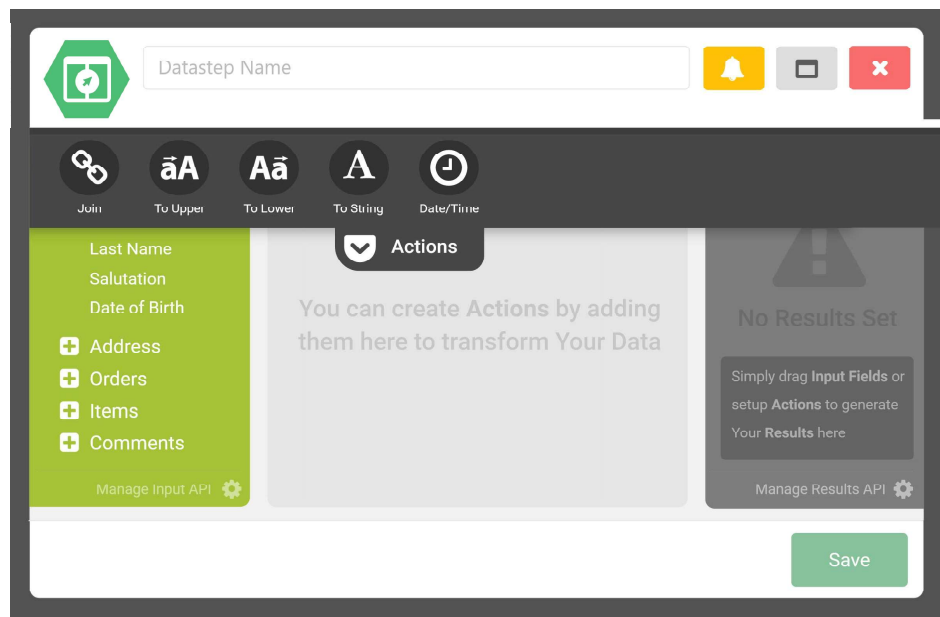 Datastep Name
āA
Aā
A
Join
To Upper
To Lower
To String
Date/Time
Actions
Last Name
Salutation
Date of Birth
Address
Orders
Items
Comments
Manage Input API
You can create Actions by adding
them here to transform Your Data
No Results Set
Simply drag Input Fields or
setup Actions to generate
Your Results here
Manage Results API
Save